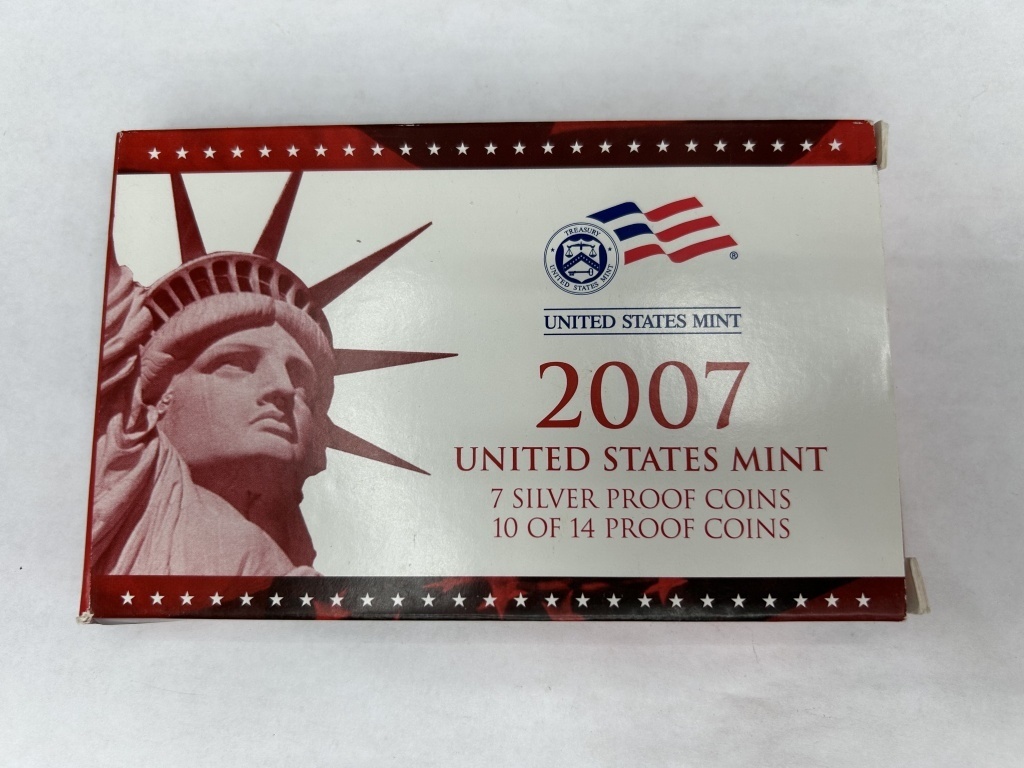 TREASURY
UNITED STATES MINT
®
UNITED STATES MINT
2007
UNITED STATES MINT
7 SILVER PROOF COINS
10 OF 14 PROOF COINS